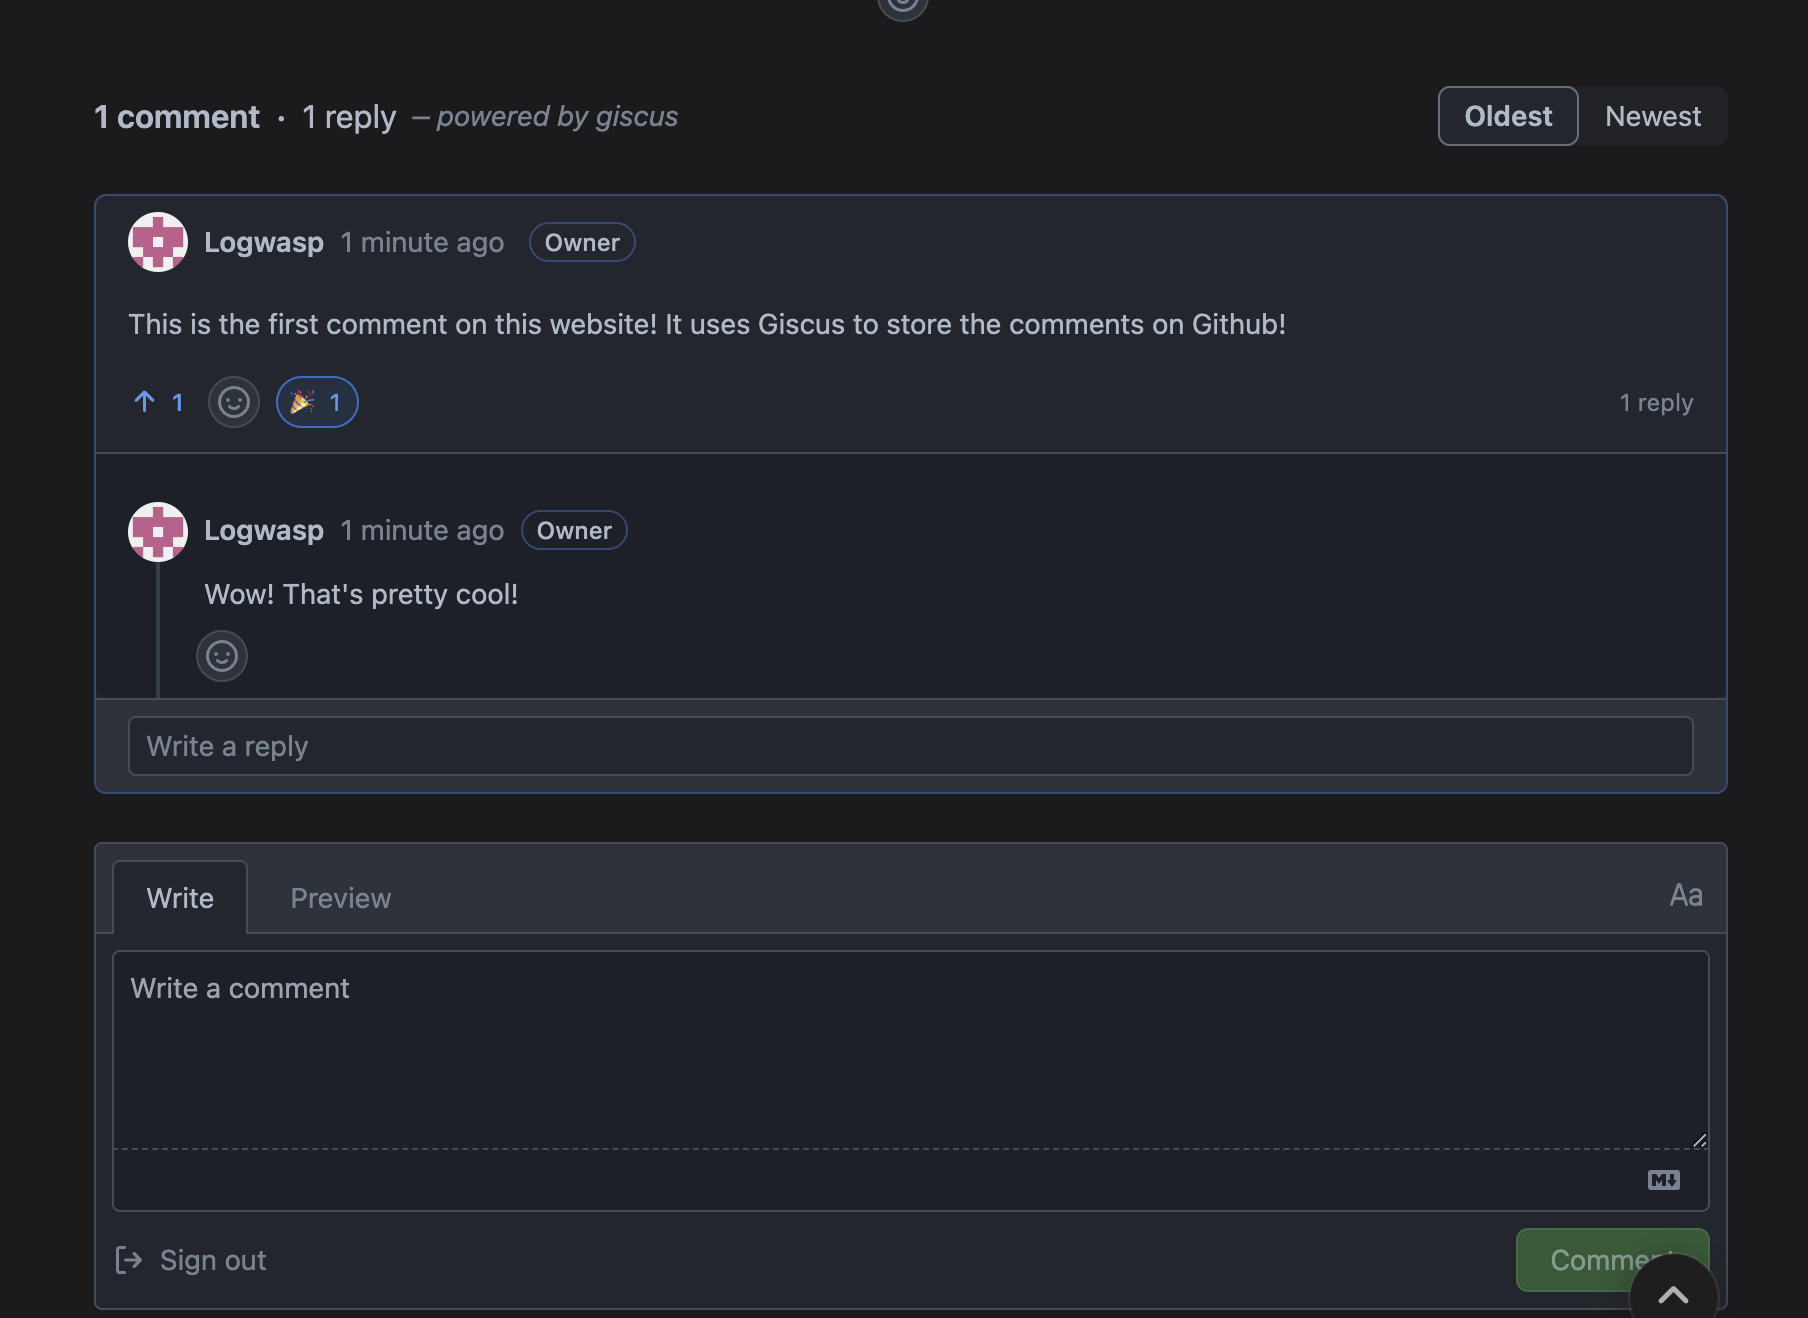 1 comment · 1 reply – powered by giscus
Oldest Newest
Logwasp 1 minute ago Owner
This is the first comment on this website! It uses Giscus to store the comments on Github!
1 1
1 reply
Logwasp 1 minute ago Owner
Wow! That's pretty cool!
Write a reply
Write Preview Aa
Write a comment
M
Sign out